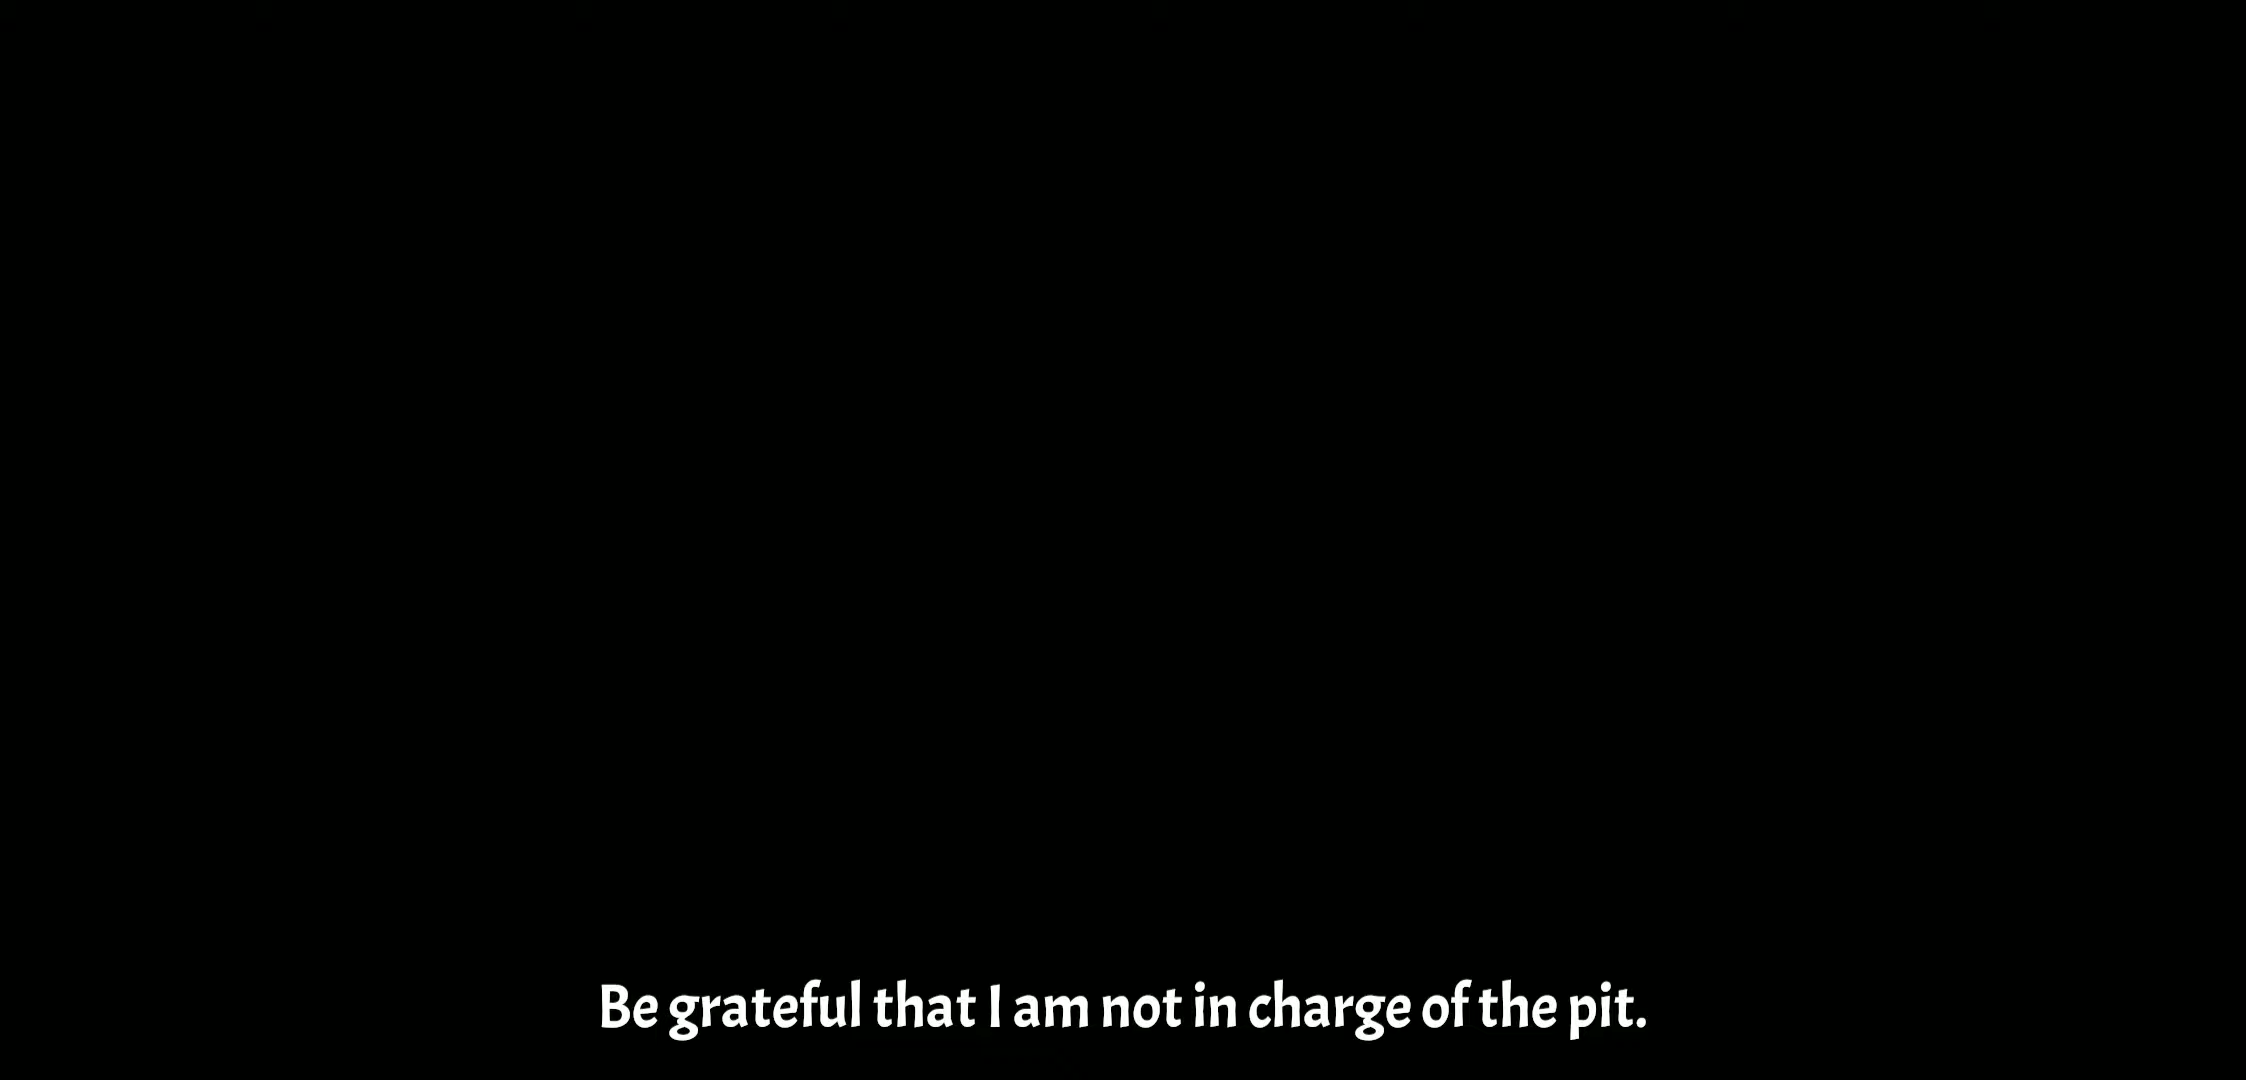 Be grateful that I am not in charge of the pit.